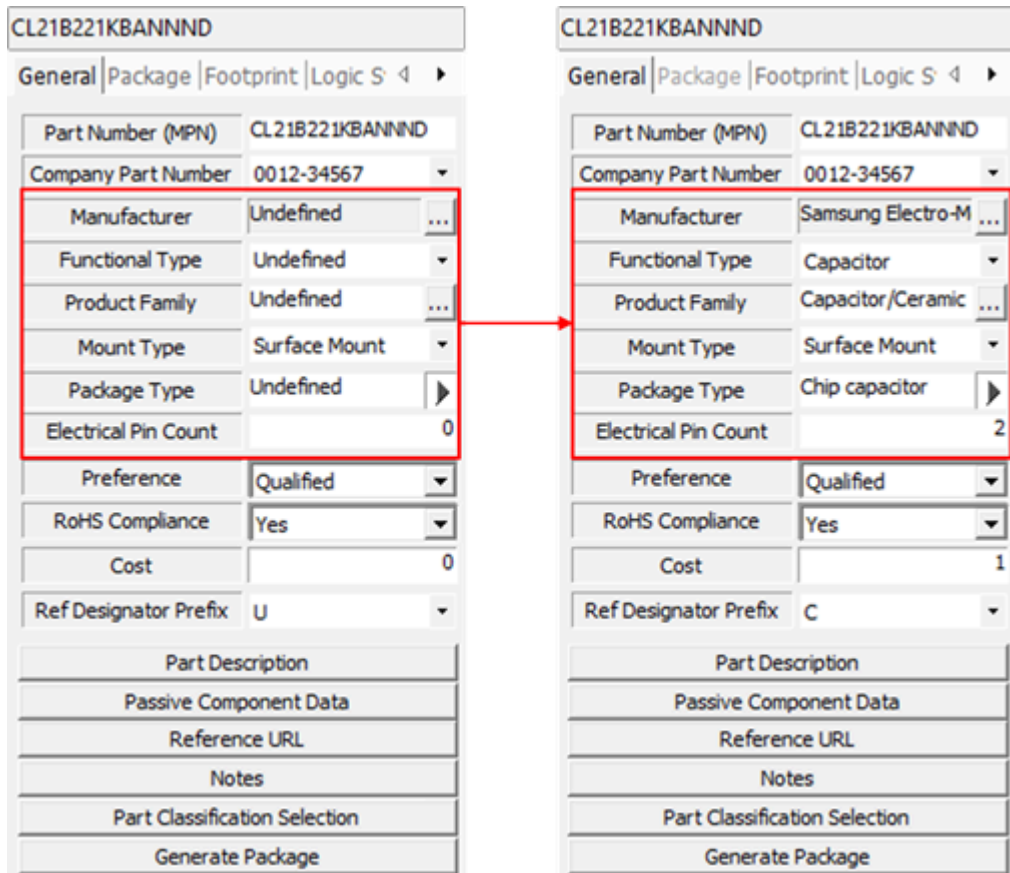 CL21B221KBANNND
General Package Footprint Logic S
Part Number (MPN) CL21B221KBANNND
Company Part Number 0012-34567
Manufacturer Undefined ...
Functional Type Undefined
Product Family Undefined ...
Mount Type Surface Mount
Package Type Undefined
Electrical Pin Count 0
Preference Qualified
RoHS Compliance Yes
Cost 0
Ref Designator Prefix U
Part Description
Passive Component Data
Reference URL
Notes
Part Classification Selection
Generate Package
CL21B221KBANNND
General Package Footprint Logic S
Part Number (MPN) CL21B221KBANNND
Company Part Number 0012-34567
Manufacturer Samsung Electro-M ...
Functional Type Capacitor
Product Family Capacitor/Ceramic ...
Mount Type Surface Mount
Package Type Chip capacitor
Electrical Pin Count 2
Preference Qualified
RoHS Compliance Yes
Cost 1
Ref Designator Prefix C
Part Description
Passive Component Data
Reference URL
Notes
Part Classification Selection
Generate Package